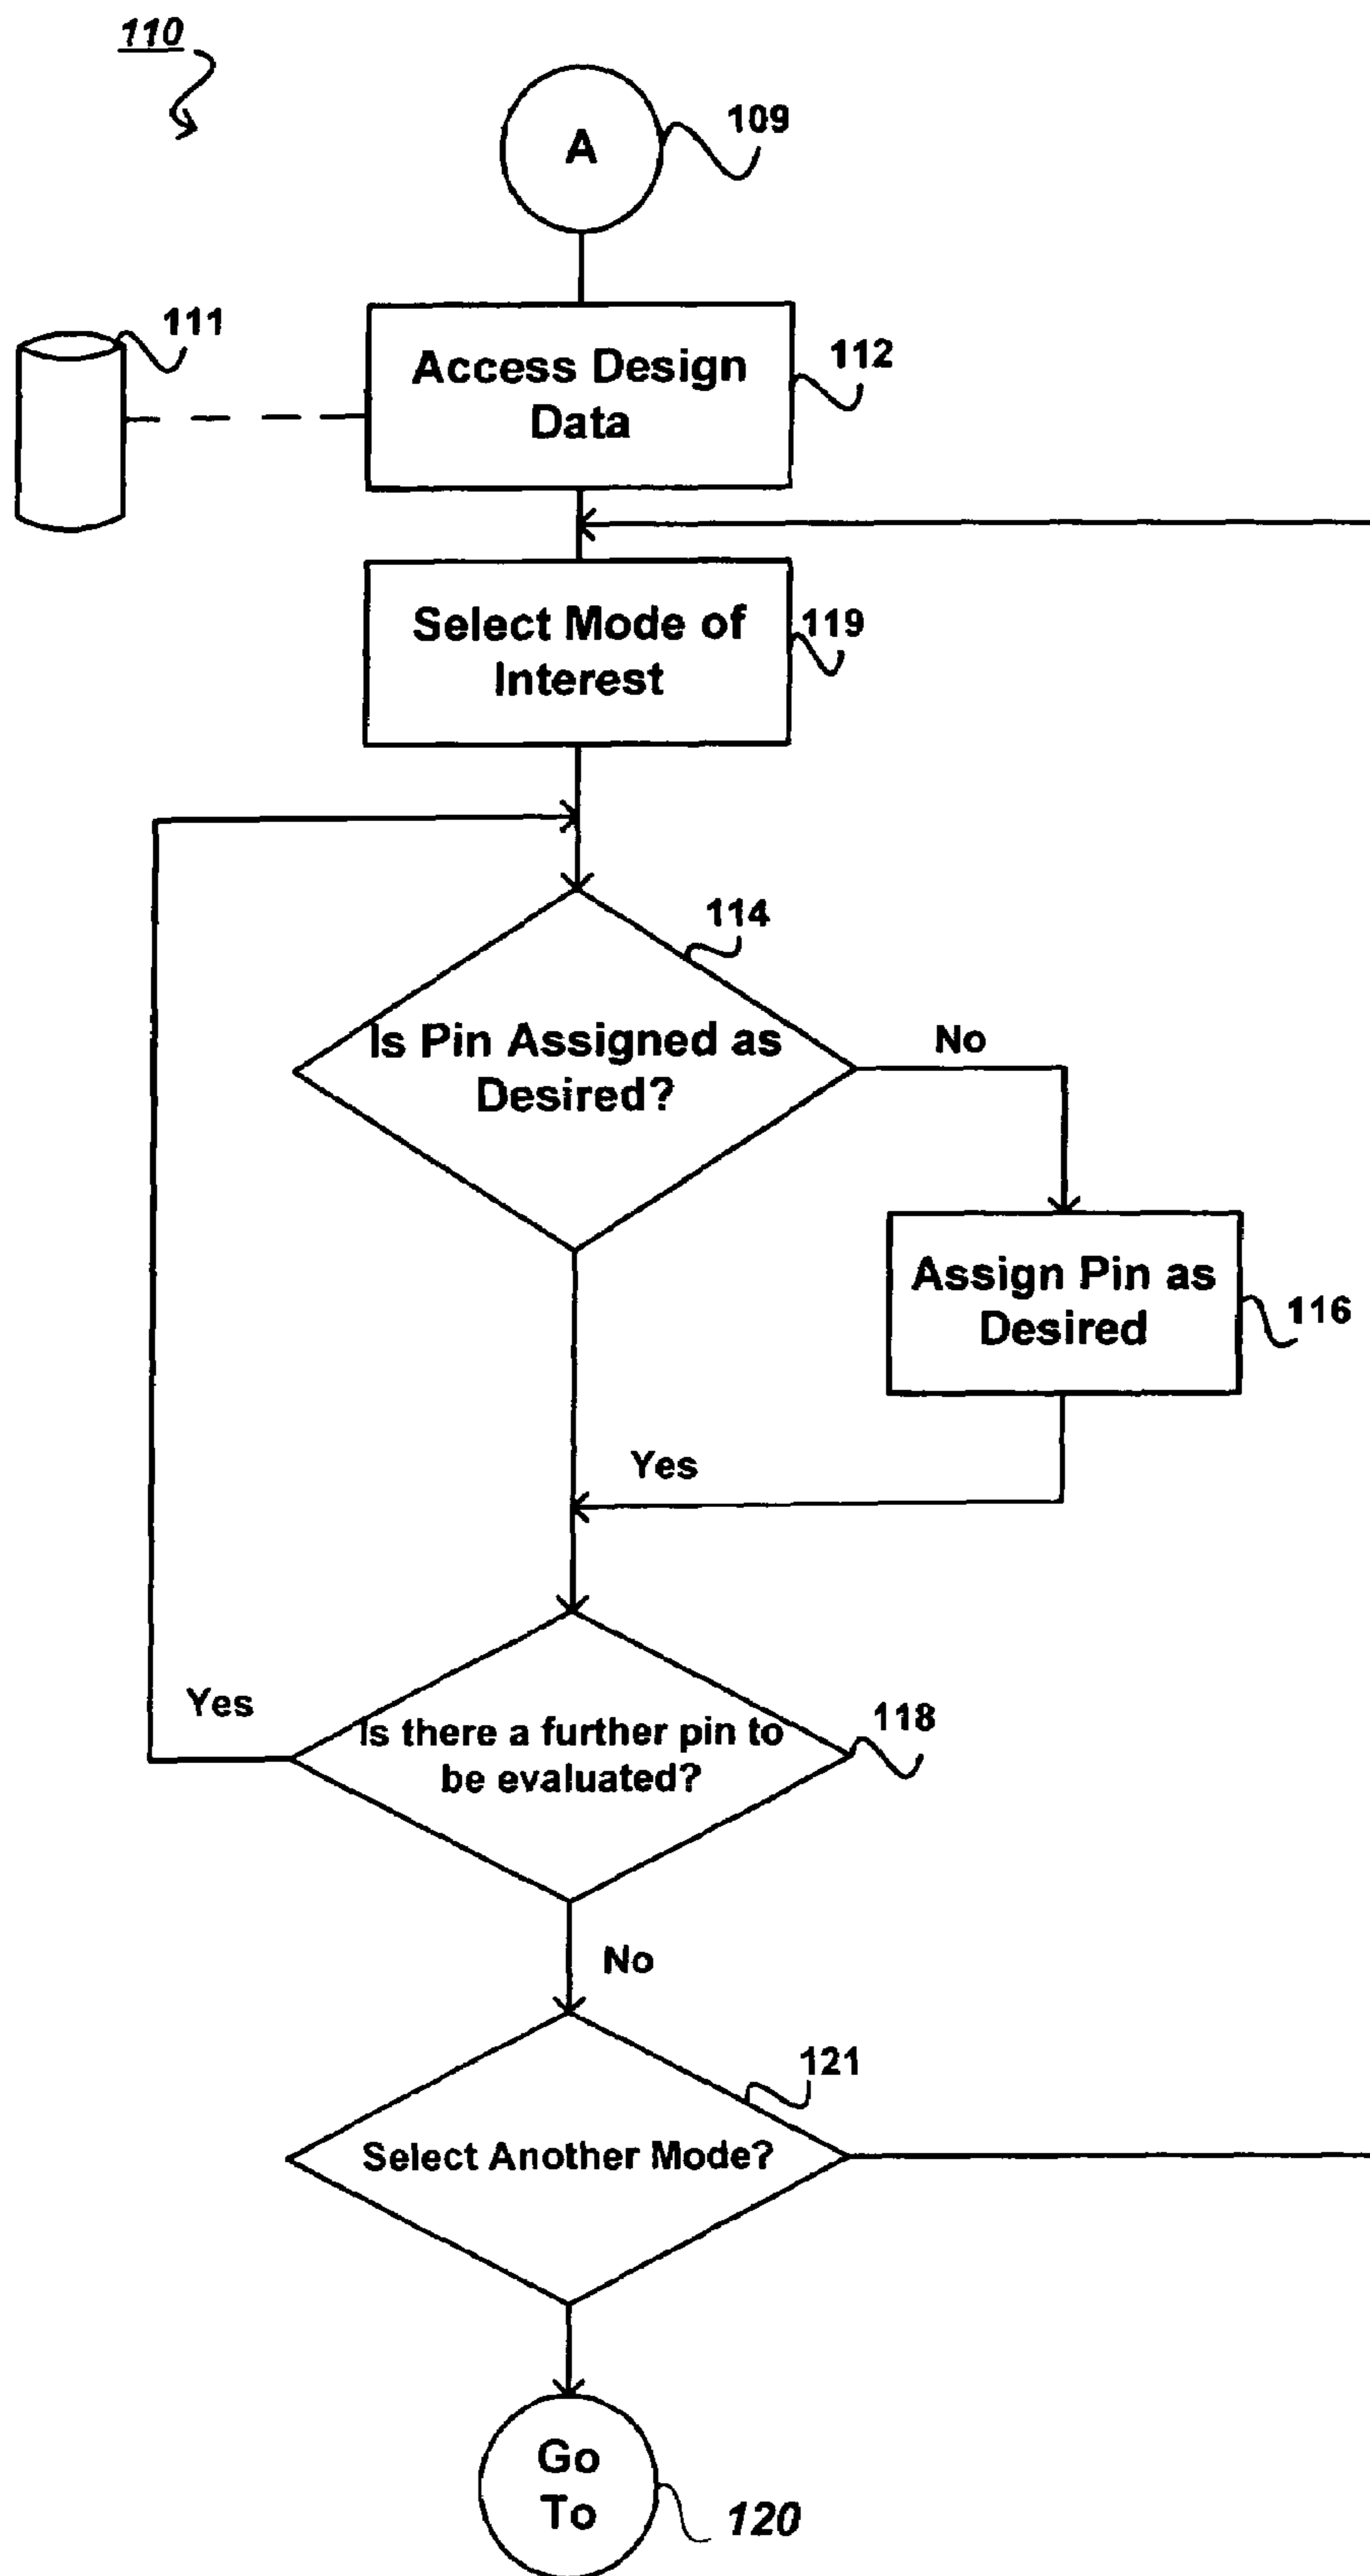 110
A
109
111
Access Design
Data
112
Select Mode of
Interest
119
114
Is Pin Assigned as
Desired?
No
Assign Pin as
Desired
116
Yes
Yes
Is there a further pin to
be evaluated?
118
No
121
Select Another Mode?
Go
To
120